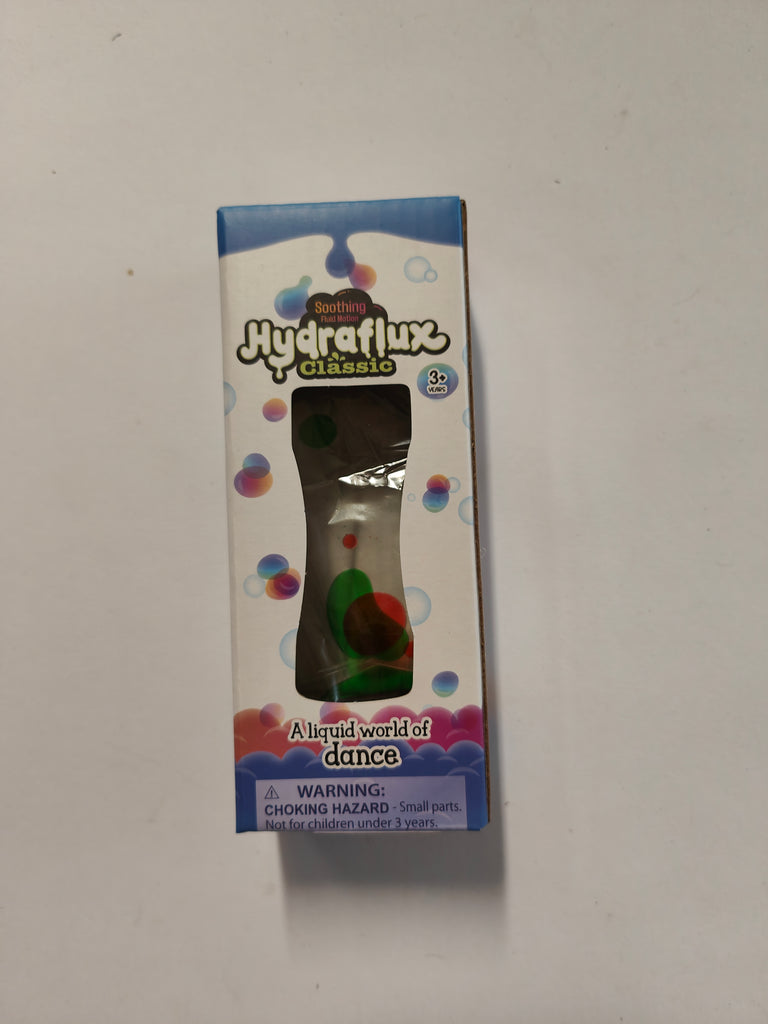 Soothing
Fluid Motion
Hydraflux
Classic
3+
YEARS
A liquid world of
dance
WARNING:
CHOKING HAZARD - Small parts.
Not for children under 3 years.